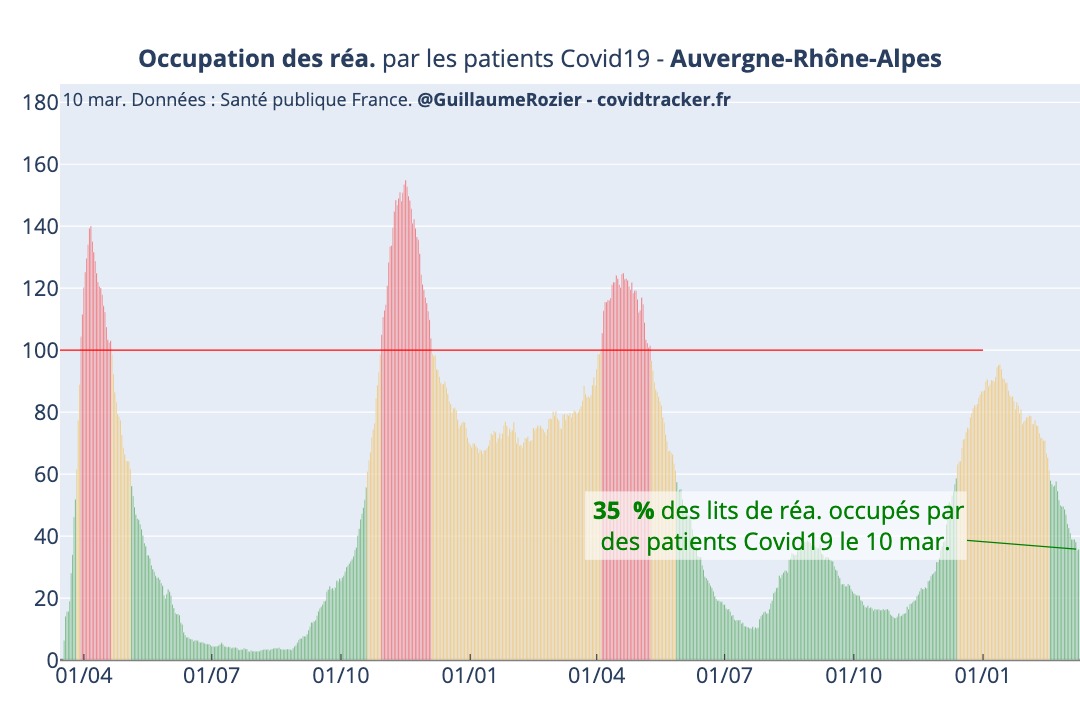 Occupation des réa. par les patients Covid19 - Auvergne-Rhône-Alpes
10 mar. Données : Santé publique France. @GuillaumeRozier - covidtracker.fr
180
160
140
120
100
80
60
40
20
0
35 % des lits de réa. occupés par
des patients Covid19 le 10 mar.
01/04 01/07 01/10 01/01 01/04 01/07 01/10 01/01